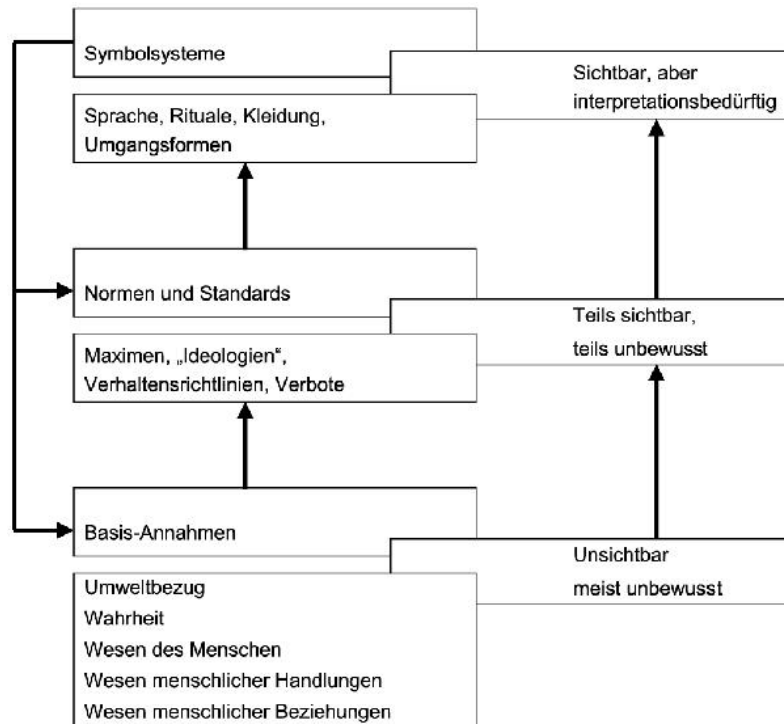 Symbolsysteme
Sichtbar, aber
interpretationsbedürftig
Sprache, Rituale, Kleidung,
Umgangsformen
Normen und Standards
Teils sichtbar,
teils unbewusst
Maximen, „Ideologien“,
Verhaltensrichtlinien, Verbote
Basis-Annahmen
Unsichtbar
meist unbewusst
Umweltbezug
Wahrheit
Wesen des Menschen
Wesen menschlicher Handlungen
Wesen menschlicher Beziehungen